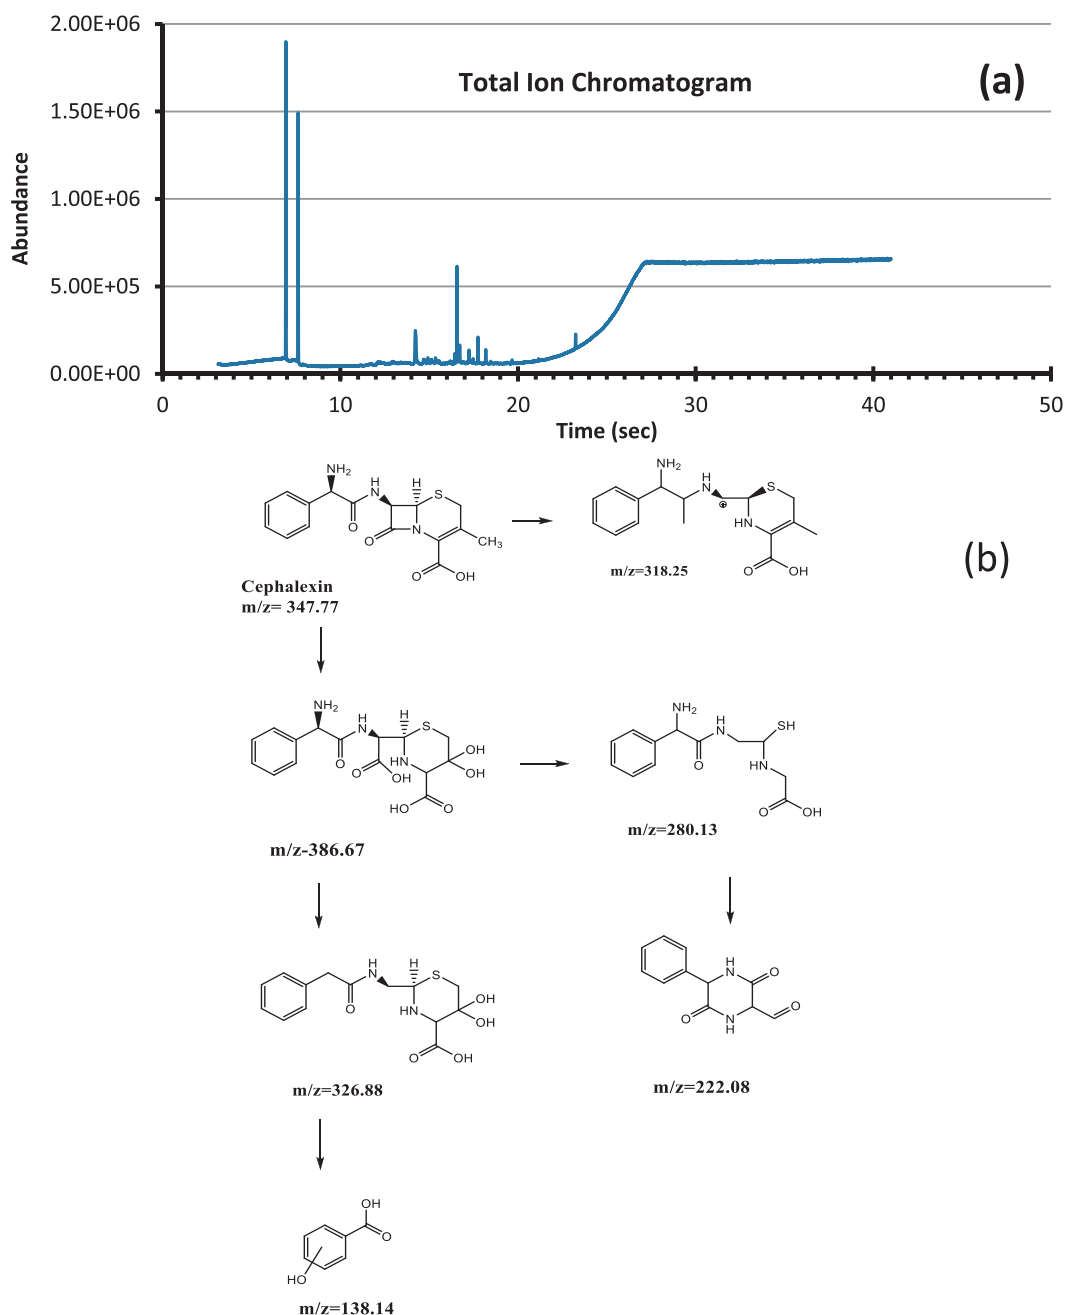 2.00E+06
1.50E+06
1.00E+06
5.00E+05
0.00E+00
Abundance
Total Ion Chromatogram
(a)
0 10 20 30 40 50
Time (sec)
NH2
H
N
H
S
O
O
N
CH3
O
OH
Cephalexin
m/z= 347.77
NH2
H
N
S
⊕
HN
O
OH
m/z=318.25
(b)
NH2
H
N
H
S
O
O
OH
HN
OH
OH
HO
O
m/z-386.67
NH2
H
N
SH
O
HN
O
OH
m/z=280.13
H
N
H
S
O
HN
OH
OH
O
OH
m/z=326.88
H
N
O
O
N
H
O
m/z=222.08
OH
O
HO
m/z=138.14